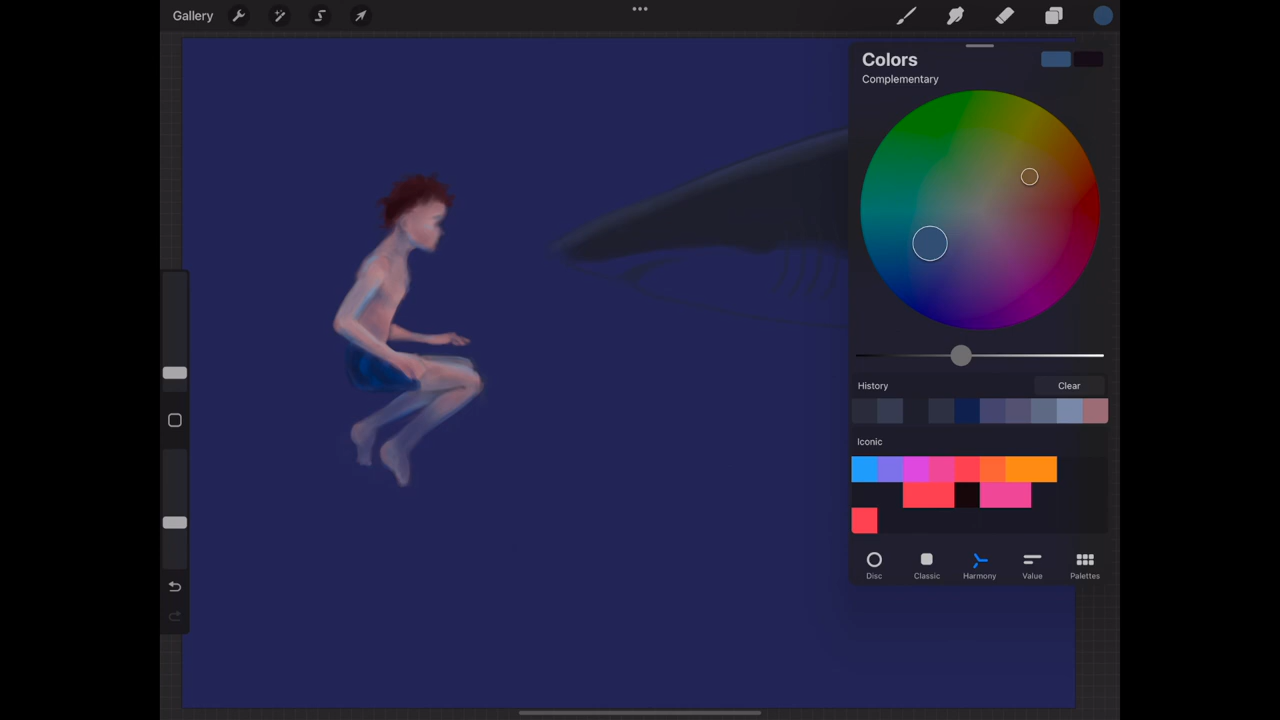 Gallery
Colors
Complementary
History Clear
Iconic
Disc Classic Harmony Value Palettes